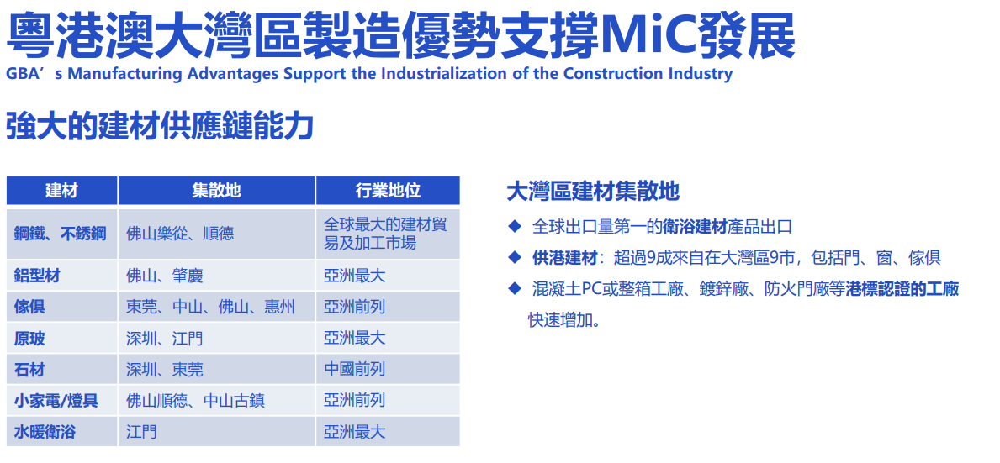 粵港澳大灣區製造優勢支撐MiC發展
GBA’s Manufacturing Advantages Support the Industrialization of the Construction Industry
強大的建材供應鏈能力
建材 集散地 行業地位
鋼鐵、不銹鋼 佛山樂從、順德 全球最大的建材貿
易及加工市場
鋁型材 佛山、肇慶 亞洲最大
傢俱 東莞、中山、佛山、惠州 亞洲前列
原玻 深圳、江門 亞洲最大
石材 深圳、東莞 中國前列
小家電/燈具 佛山順德、中山古鎮 亞洲前列
水暖衛浴 江門 亞洲最大
大灣區建材集散地
◆ 全球出口量第一的衛浴建材產品出口
◆ 供港建材：超過9成來自在大灣區9市，包括門、窗、傢俱
◆ 混凝土PC或整箱工廠、鍍鋅廠、防火門廠等港標認證的工廠
快速增加。